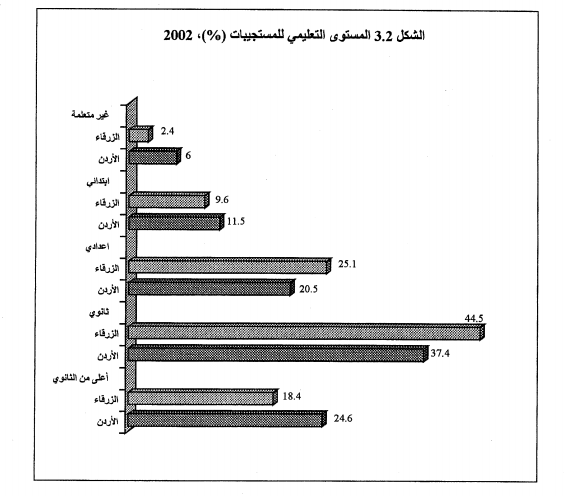 الشكل 3.2 المستوى التعليمي للمستجيبات (%)، 2002
غير متعلمة
الزرقاء 2.4
الأردن 6
ابتدائي
الزرقاء 9.6
الأردن 11.5
اعدادي
الزرقاء 25.1
الأردن 20.5
ثانوي
الزرقاء 44.5
الأردن 37.4
أعلى من الثانوي
الزرقاء 18.4
الأردن 24.6